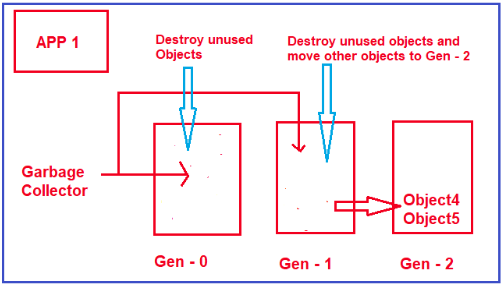 APP 1
Destroy unused
Objects
Destroy unused objects and
move other objects to Gen - 2
Garbage
Collector
Object4
Object5
Gen - 0
Gen - 1
Gen - 2